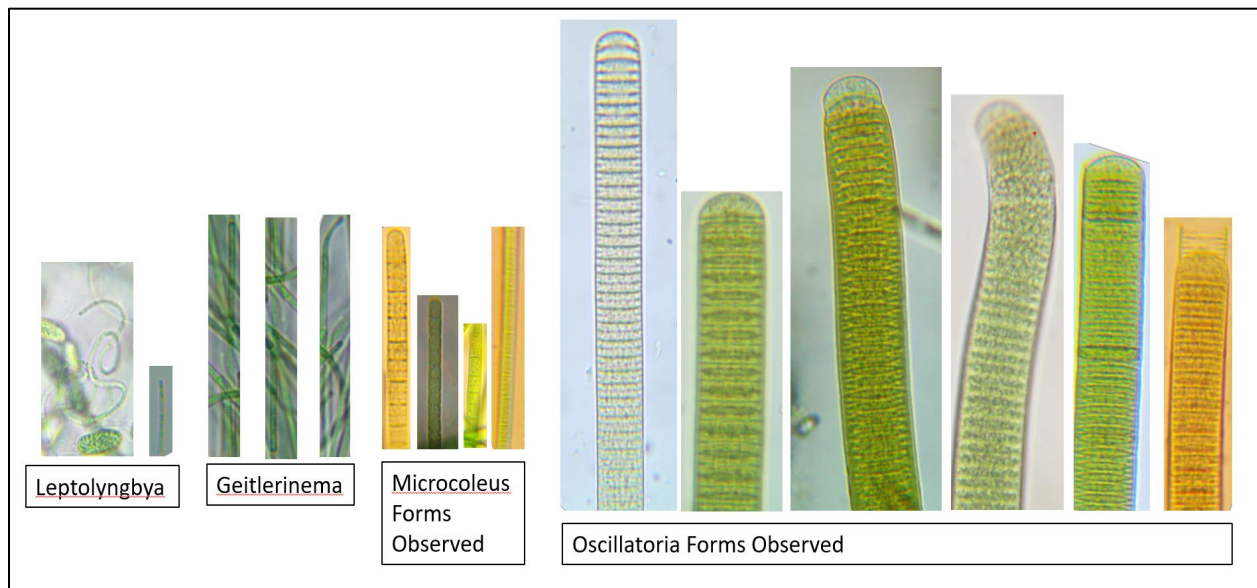 Leptolyngbya
Geitlerinema
Microcoleus
Forms
Observed
Oscillatoria Forms Observed